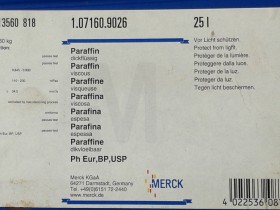 3560 818 1.07160.9026 25 l
Paraffin
dickflüssig
Paraffin
viscous
Paraffine
visqueuse
Paraffina
viscosa
Parafina
espesa
Parafina
espessa
Paraffine
dikvloeibaar
Ph Eur,BP,USP
Vor Licht schützen.
Protect from light.
Protéger de la lumière.
Proteggere dalla luce.
Proteger de la luz.
Proteger da luz.
Tegen licht beschermen.
Merck KGaA
64271 Darmstadt, Germany
Tel. +49(0)6151 72-2440
www.merck.de
MERCK
4 022536